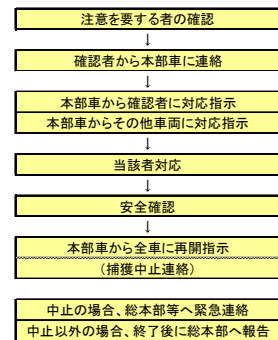 注意を要する者の確認
↓
確認者から本部車に連絡
↓
本部車から確認者に対応指示
本部車からその他車両に対応指示
↓
当該者対応
↓
安全確認
↓
本部車から全車に再開指示
(捕獲中止連絡)
中止の場合、総本部等へ緊急連絡
中止以外の場合、終了後に総本部へ報告